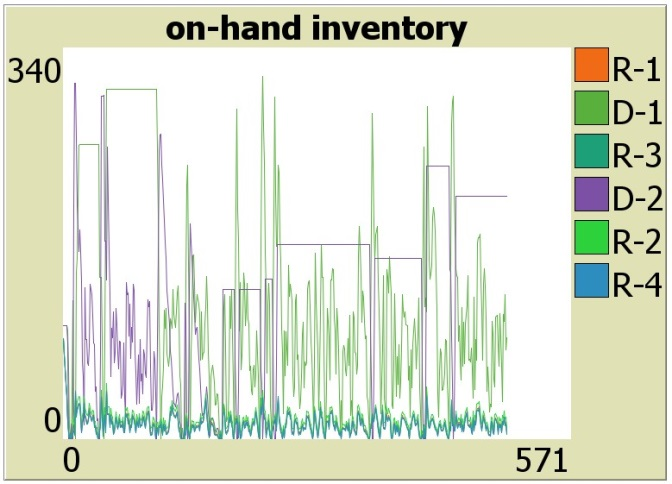 on-hand inventory
340
0
0
571
R-1
D-1
R-3
D-2
R-2
R-4